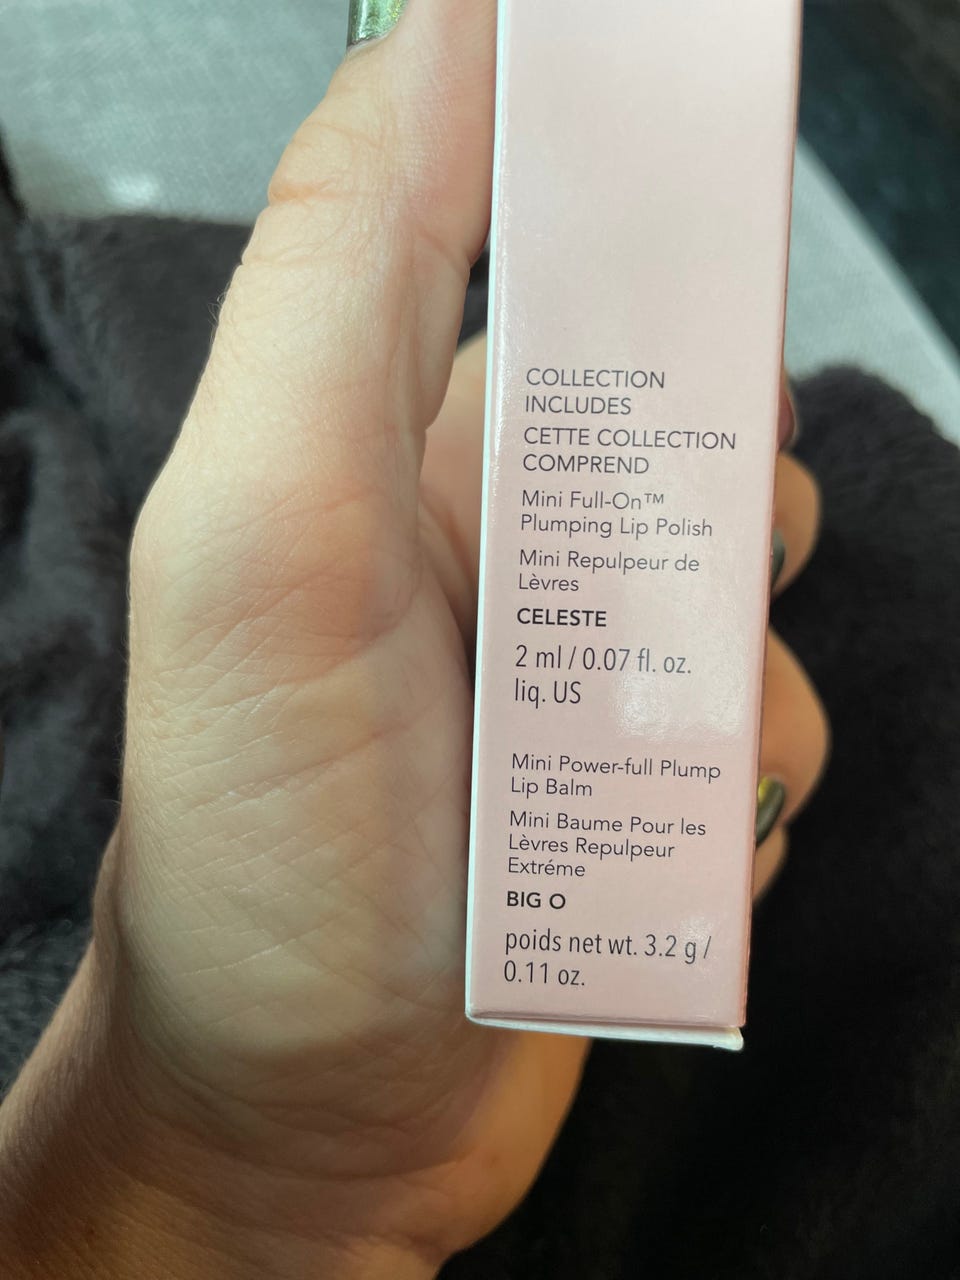 COLLECTION
INCLUDES
CETTE COLLECTION
COMPREND
Mini Full-On™
Plumping Lip Polish
Mini Repulpeur de
Lèvres
CELESTE
2 ml / 0.07 fl. oz.
liq. US
Mini Power-full Plump
Lip Balm
Mini Baume Pour les
Lèvres Repulpeur
Extréme
BIG O
poids net wt. 3.2 g /
0.11 oz.